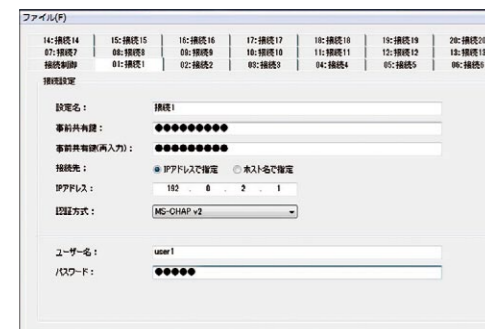 ファイル(F)
14:接続14 15:接続15 16:接続16 17:接続17 18:接続18 19:接続19 20:接続20
07:接続7 08:接続8 09:接続9 10:接続10 11:接続11 12:接続12 13:接続13
接続制御 01:接続1 02:接続2 03:接続3 04:接続4 05:接続5 06:接続6
接続設定
設定名: 接続1
事前共有鍵: ●●●●●●●●●
事前共有鍵(再入力): ●●●●●●●●●
接続先: IPアドレスで指定 ホスト名で指定
IPアドレス: 192 . 0 . 2 . 1
認証方式: MS-CHAP v2
ユーザー名: user1
パスワード: ●●●●●